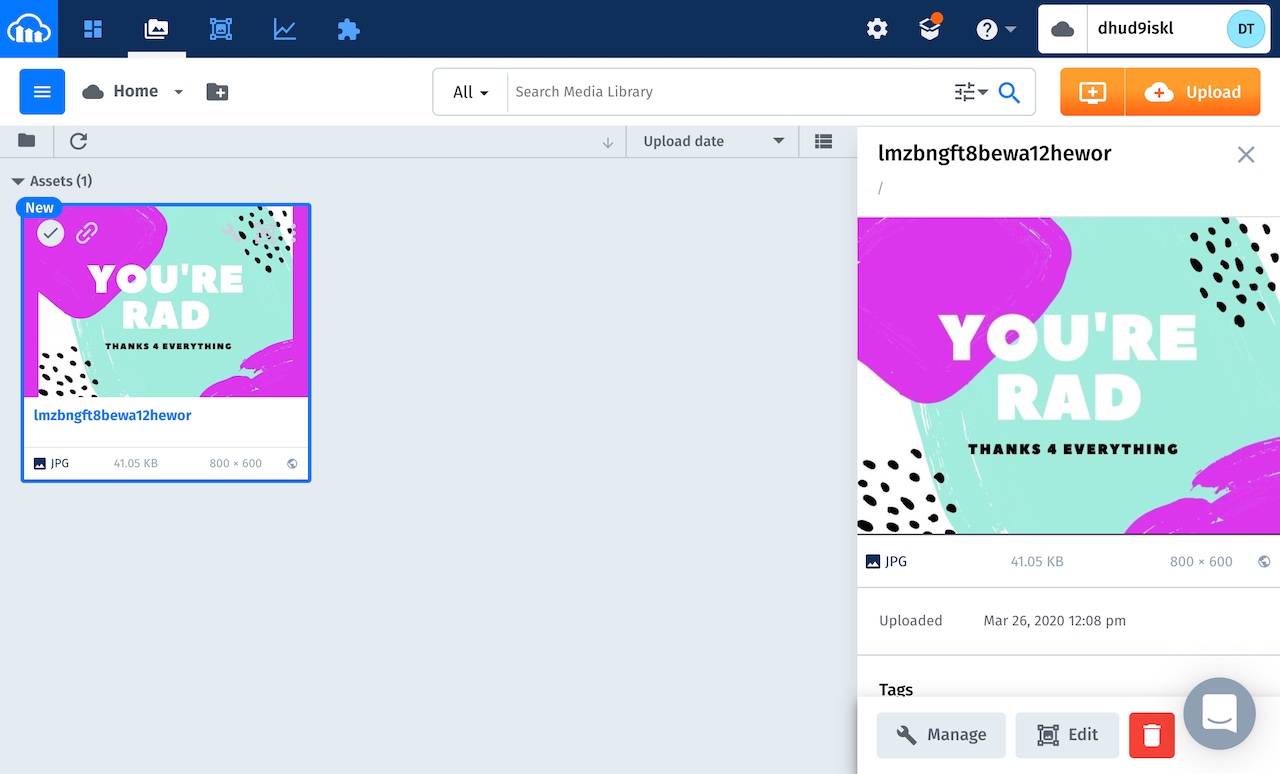 dhud9iskl
DT
Home
All
Search Media Library
Upload
Upload date
Assets (1)
New
YOU'RE
RAD
THANKS 4 EVERYTHING
lmzbngft8bewa12hewor
JPG 41.05 KB 800 × 600
lmzbngft8bewa12hewor
/
YOU'RE
RAD
THANKS 4 EVERYTHING
JPG 41.05 KB 800 × 600
Uploaded Mar 26, 2020 12:08 pm
Tags
Manage
Edit